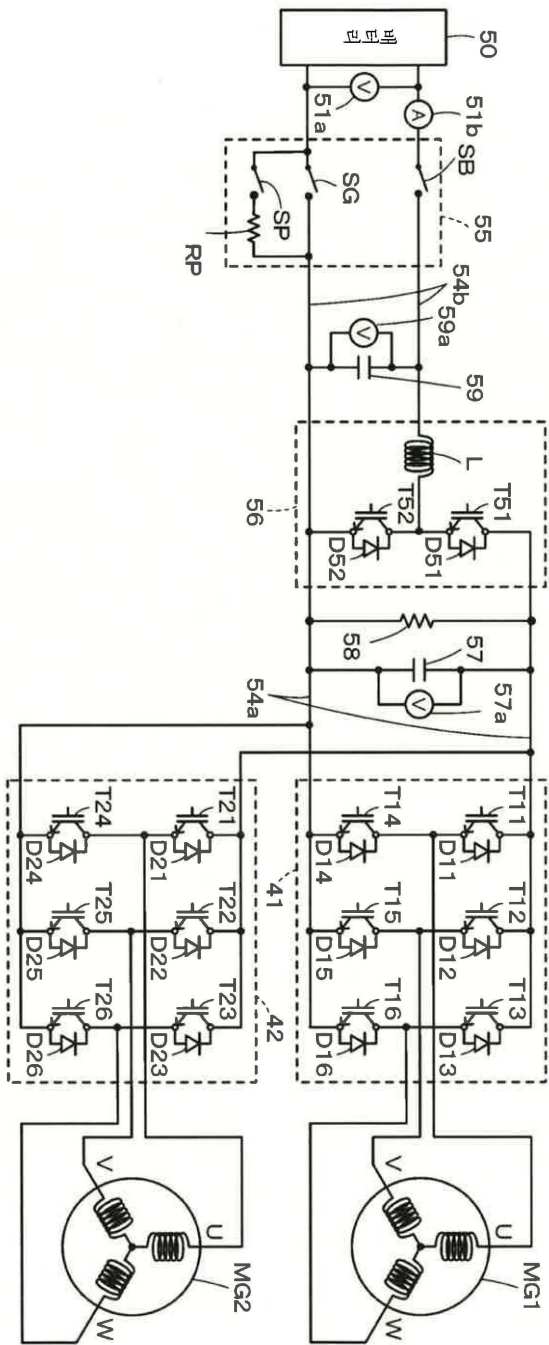 50
배터리
51a
V
51b
A
SB
SG
SP
RP
55
54b
59a
V
59
L
56
T51
D51
T52
D52
58
57
57a
V
54a
T11
T12
T13
D11
D12
D13
T14
T15
T16
D14
D15
D16
41
T21
T22
T23
D21
D22
D23
T24
T25
T26
D24
D25
D26
42
V
U
W
MG1
V
U
W
MG2